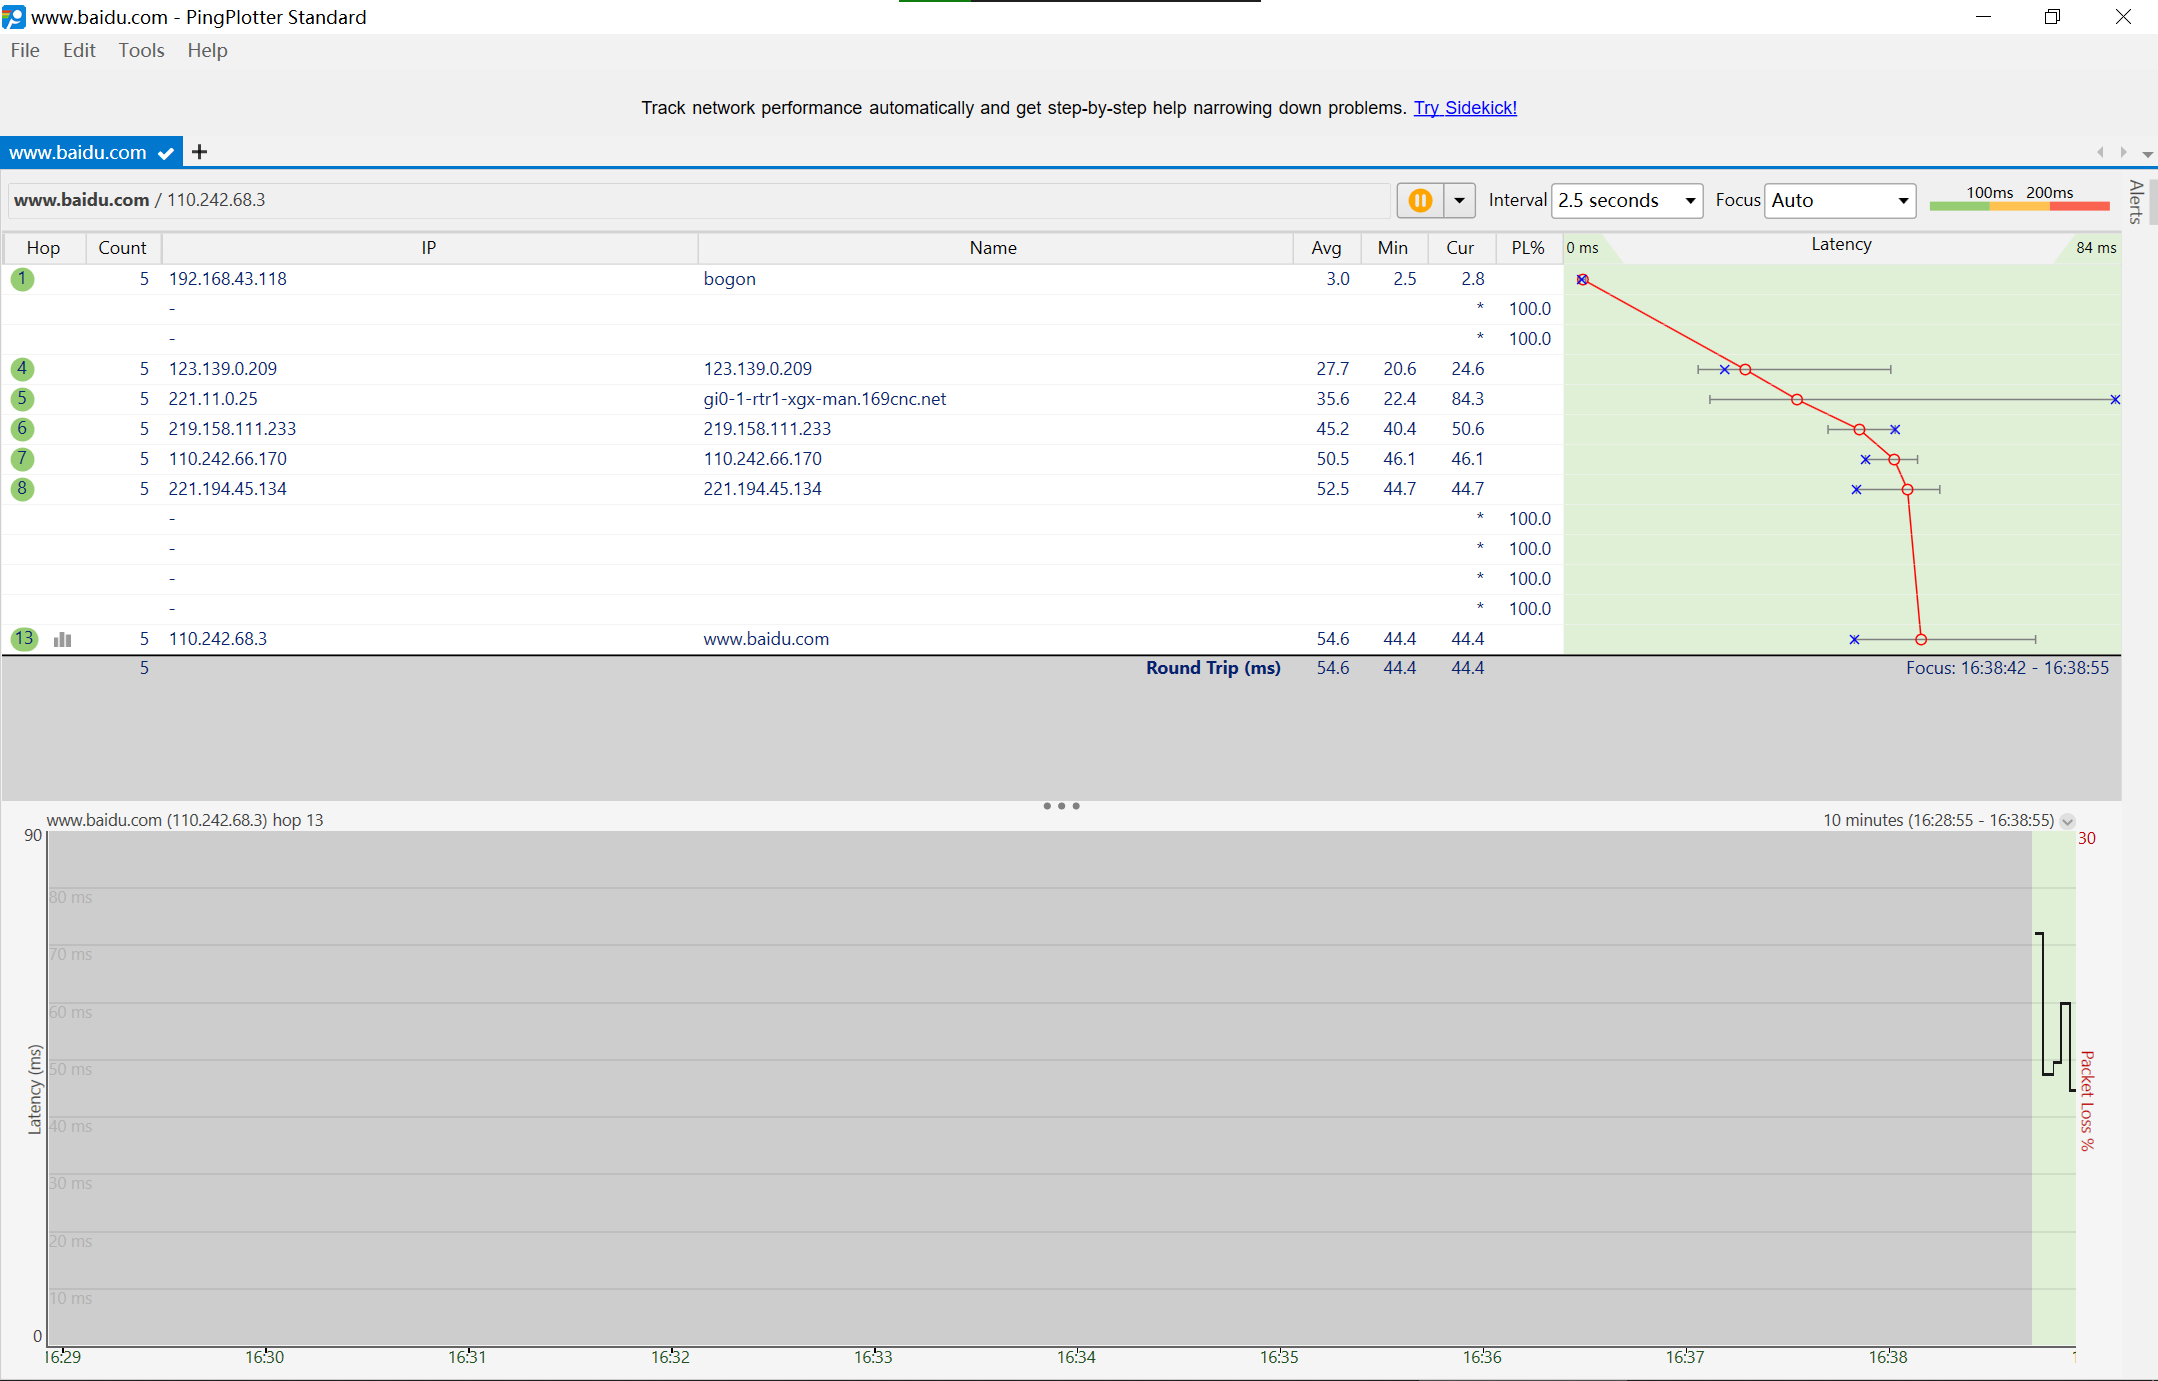 www.baidu.com - PingPlotter Standard
File Edit Tools Help
Track network performance automatically and get step-by-step help narrowing down problems. Try Sidekick!
www.baidu.com +
www.baidu.com / 110.242.68.3 Interval 2.5 seconds Focus Auto 100ms 200ms
Alerts
Hop Count IP Name Avg Min Cur PL% 0 ms Latency 84 ms
1 5 192.168.43.118 bogon 3.0 2.5 2.8
- * 100.0
- * 100.0
4 5 123.139.0.209 123.139.0.209 27.7 20.6 24.6
5 5 221.11.0.25 gi0-1-rtr1-xgx-man.169cnc.net 35.6 22.4 84.3
6 5 219.158.111.233 219.158.111.233 45.2 40.4 50.6
7 5 110.242.66.170 110.242.66.170 50.5 46.1 46.1
8 5 221.194.45.134 221.194.45.134 52.5 44.7 44.7
- * 100.0
- * 100.0
- * 100.0
- * 100.0
13 5 110.242.68.3 www.baidu.com 54.6 44.4 44.4
5 Round Trip (ms) 54.6 44.4 44.4 Focus: 16:38:42 - 16:38:55
www.baidu.com (110.242.68.3) hop 13 10 minutes (16:28:55 - 16:38:55)
90 30
80 ms
70 ms
60 ms
50 ms
40 ms
30 ms
20 ms
10 ms
0
Latency (ms)
Packet Loss %
16:29 16:30 16:31 16:32 16:33 16:34 16:35 16:36 16:37 16:38